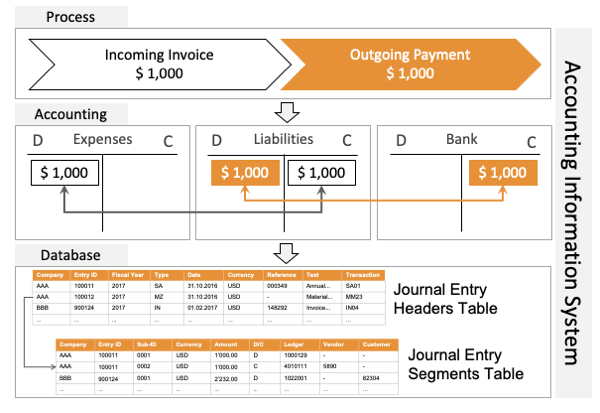 Process
Incoming Invoice
$ 1,000
Outgoing Payment
$ 1,000
Accounting
D Expenses C
$ 1,000
D Liabilities C
$ 1,000 $ 1,000
D Bank C
$ 1,000
Database
Company Entry ID Fiscal Year Type Date Currency Reference Text Transaction
AAA 100011 2017 SA 31.10.2016 USD 000349 Annual... SA01
AAA 100012 2017 MZ 31.10.2016 USD - Material... MM23
BBB 900124 2017 IN 01.02.2017 USD 148292 Invoice... IN04
... ... ... ... ... ... ... ... ...
Journal Entry
Headers Table
Company Entry ID Sub-ID Currency Amount D/C Ledger Vendor Customer
AAA 100011 0001 USD 1'000.00 D 1000129 - -
AAA 100011 0002 USD 1'000.00 C 4010111 5890 -
BBB 900124 0001 USD 2'232.00 D 1022001 - 82304
... ... ... ... ... ... ... ... ...
Journal Entry
Segments Table
Accounting Information System